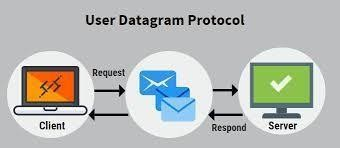 User Datagram Protocol
Request
Client
Respond
Server